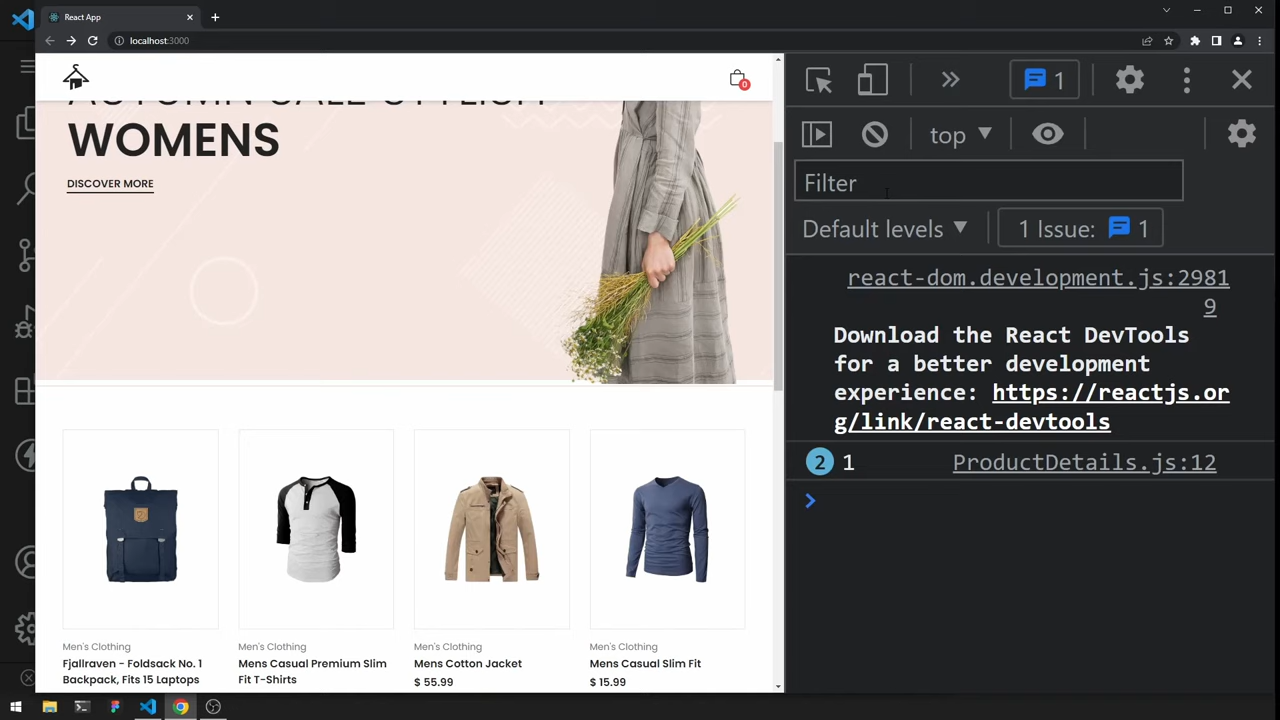 React App
localhost:3000
0
WOMENS
DISCOVER MORE
Men's Clothing
Fjallraven - Foldsack No. 1
Backpack, Fits 15 Laptops
Men's Clothing
Mens Casual Premium Slim
Fit T-Shirts
Men's Clothing
Mens Cotton Jacket
$ 55.99
Men's Clothing
Mens Casual Slim Fit
$ 15.99
1
top
Filter
Default levels
1 Issue: 1
react-dom.development.js:2981
9
Download the React DevTools
for a better development
experience: https://reactjs.or
g/link/react-devtools
2 1 ProductDetails.js:12